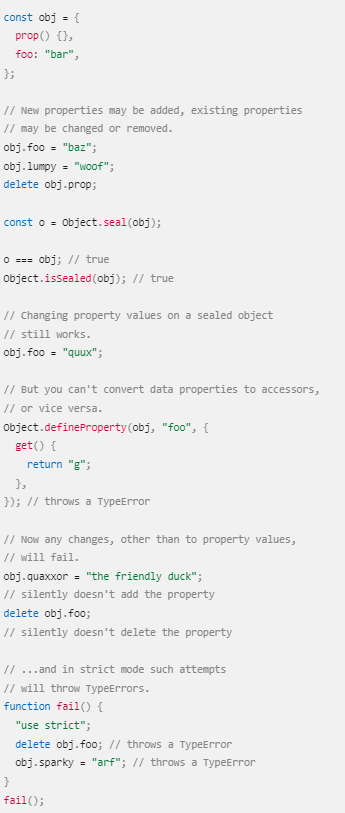 const obj = {
  prop() {},
  foo: "bar",
};

// New properties may be added, existing properties
// may be changed or removed.
obj.foo = "baz";
obj.lumpy = "woof";
delete obj.prop;

const o = Object.seal(obj);

o === obj; // true
Object.isSealed(obj); // true

// Changing property values on a sealed object
// still works.
obj.foo = "quux";

// But you can't convert data properties to accessors,
// or vice versa.
Object.defineProperty(obj, "foo", {
  get() {
    return "g";
  },
}); // throws a TypeError

// Now any changes, other than to property values,
// will fail.
obj.quaxxor = "the friendly duck";
// silently doesn't add the property
delete obj.foo;
// silently doesn't delete the property

// ...and in strict mode such attempts
// will throw TypeErrors.
function fail() {
  "use strict";
  delete obj.foo; // throws a TypeError
  obj.sparky = "arf"; // throws a TypeError
}
fail();